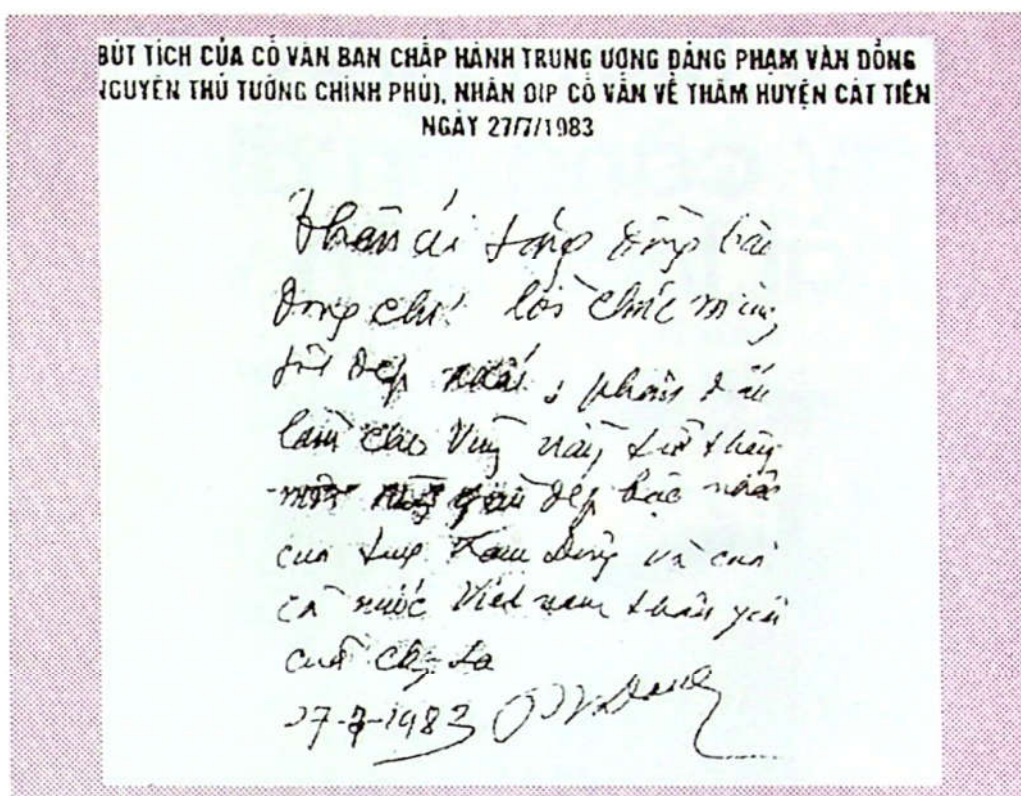 BÚT TÍCH CỦA CỐ VẤN BAN CHẤP HÀNH TRUNG ƯƠNG ĐẢNG PHẠM VĂN ĐỒNG
NGUYÊN THỦ TƯỚNG CHÍNH PHỦ), NHÂN DỊP CỐ VẤN VỀ THĂM HUYỆN CÁT TIÊN
NGÀY 27/7/1983
Thân ái tặng đồng bào
đồng chí lời chúc mừng
tốt đẹp nhất, phấn đấu
làm cho vùng này trở thành
một vùng giàu đẹp bậc nhất
của tỉnh Lâm Đồng và của
cả nước Việt nam thân yêu
của chúng ta
27-7-1983 PVDong